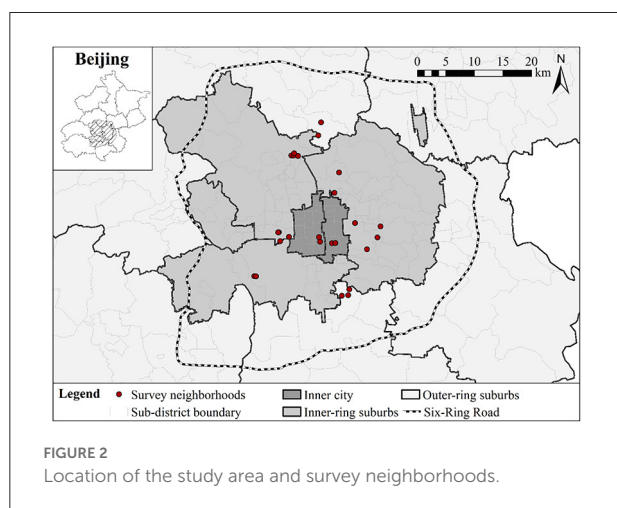 Beijing
N
0 5 10 15 20
km
Legend Survey neighborhoods Inner city Outer-ring suburbs
Sub-district boundary Inner-ring suburbs Six-Ring Road
FIGURE 2
Location of the study area and survey neighborhoods.